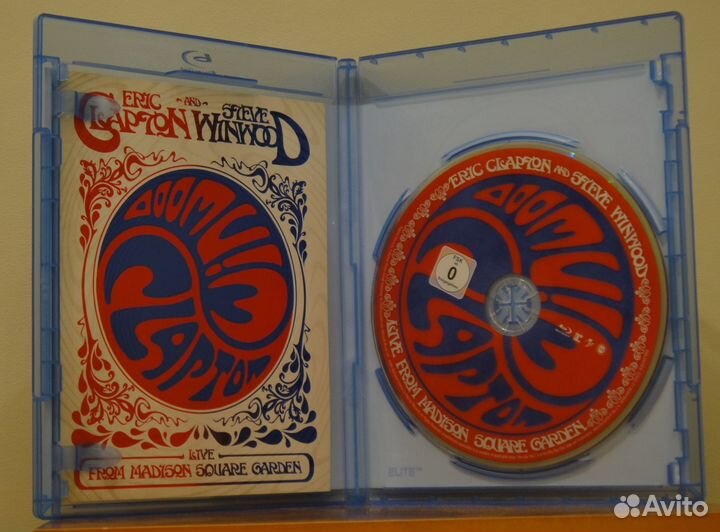 ERIC AND STEVE
CLAPTON WINWOOD
WINWOOD
CLAPTON
LIVE
FROM MADISON SQUARE GARDEN
ERIC CLAPTON AND STEVE WINWOOD
WINWOOD
CLAPTON
FSK
0
LIVE FROM MADISON SQUARE GARDEN
ELITE™
Avito